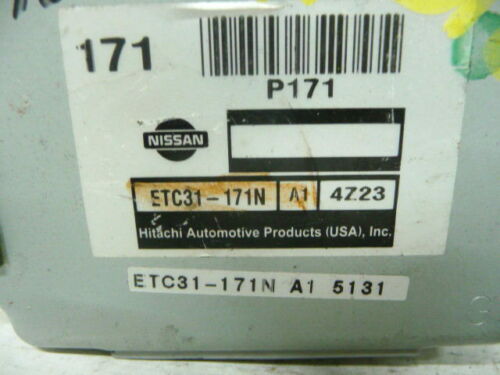 171
P171
NISSAN
ETC31-171N A1 4Z23
Hitachi Automotive Products (USA), Inc.
ETC31-171N A1 5131